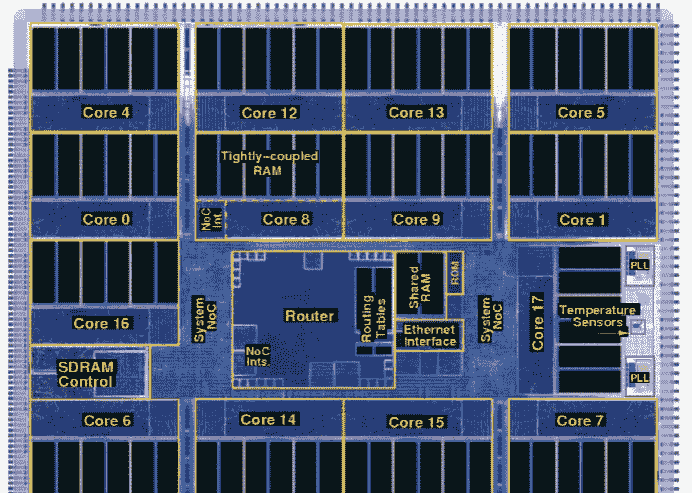 Core 4
Core 12
Core 13
Core 5
Tightly-coupled
RAM
Core 0
NoC
Int.
Core 8
Core 9
Core 1
Core 16
System
NoC
Router
NoC
Ints.
Routing
Tables
Shared
RAM
ROM
Ethernet
Interface
System
NoC
Core 17
PLL
Temperature
Sensors
PLL
SDRAM
Control
Core 6
Core 14
Core 15
Core 7